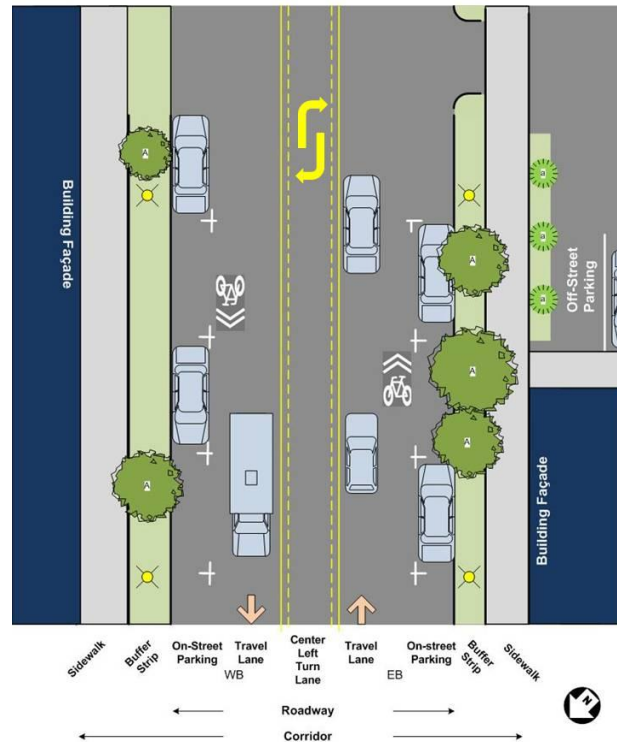 Building Façade
A
A
A
A
A
B
B
B
Off-Street
Parking
Building Façade
Sidewalk
Buffer
Strip
On-Street
Parking
Travel
Lane
WB
Center
Left
Turn
Lane
Travel
Lane
EB
On-street
Parking
Buffer
Strip
Sidewalk
Roadway
Corridor
N